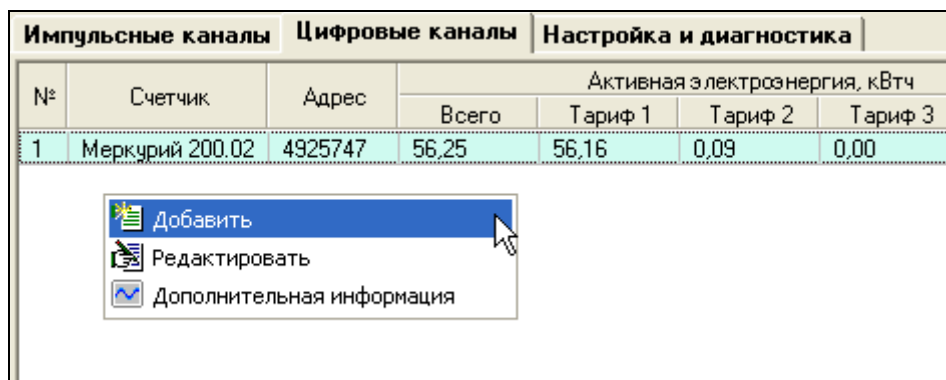 Импульсные каналы Цифровые каналы Настройка и диагностика
№ Счетчик Адрес Активная электроэнергия, кВтч
Всего Тариф 1 Тариф 2 Тариф 3
1 Меркурий 200.02 4925747 56,25 56,16 0,09 0,00
Добавить
Редактировать
Дополнительная информация